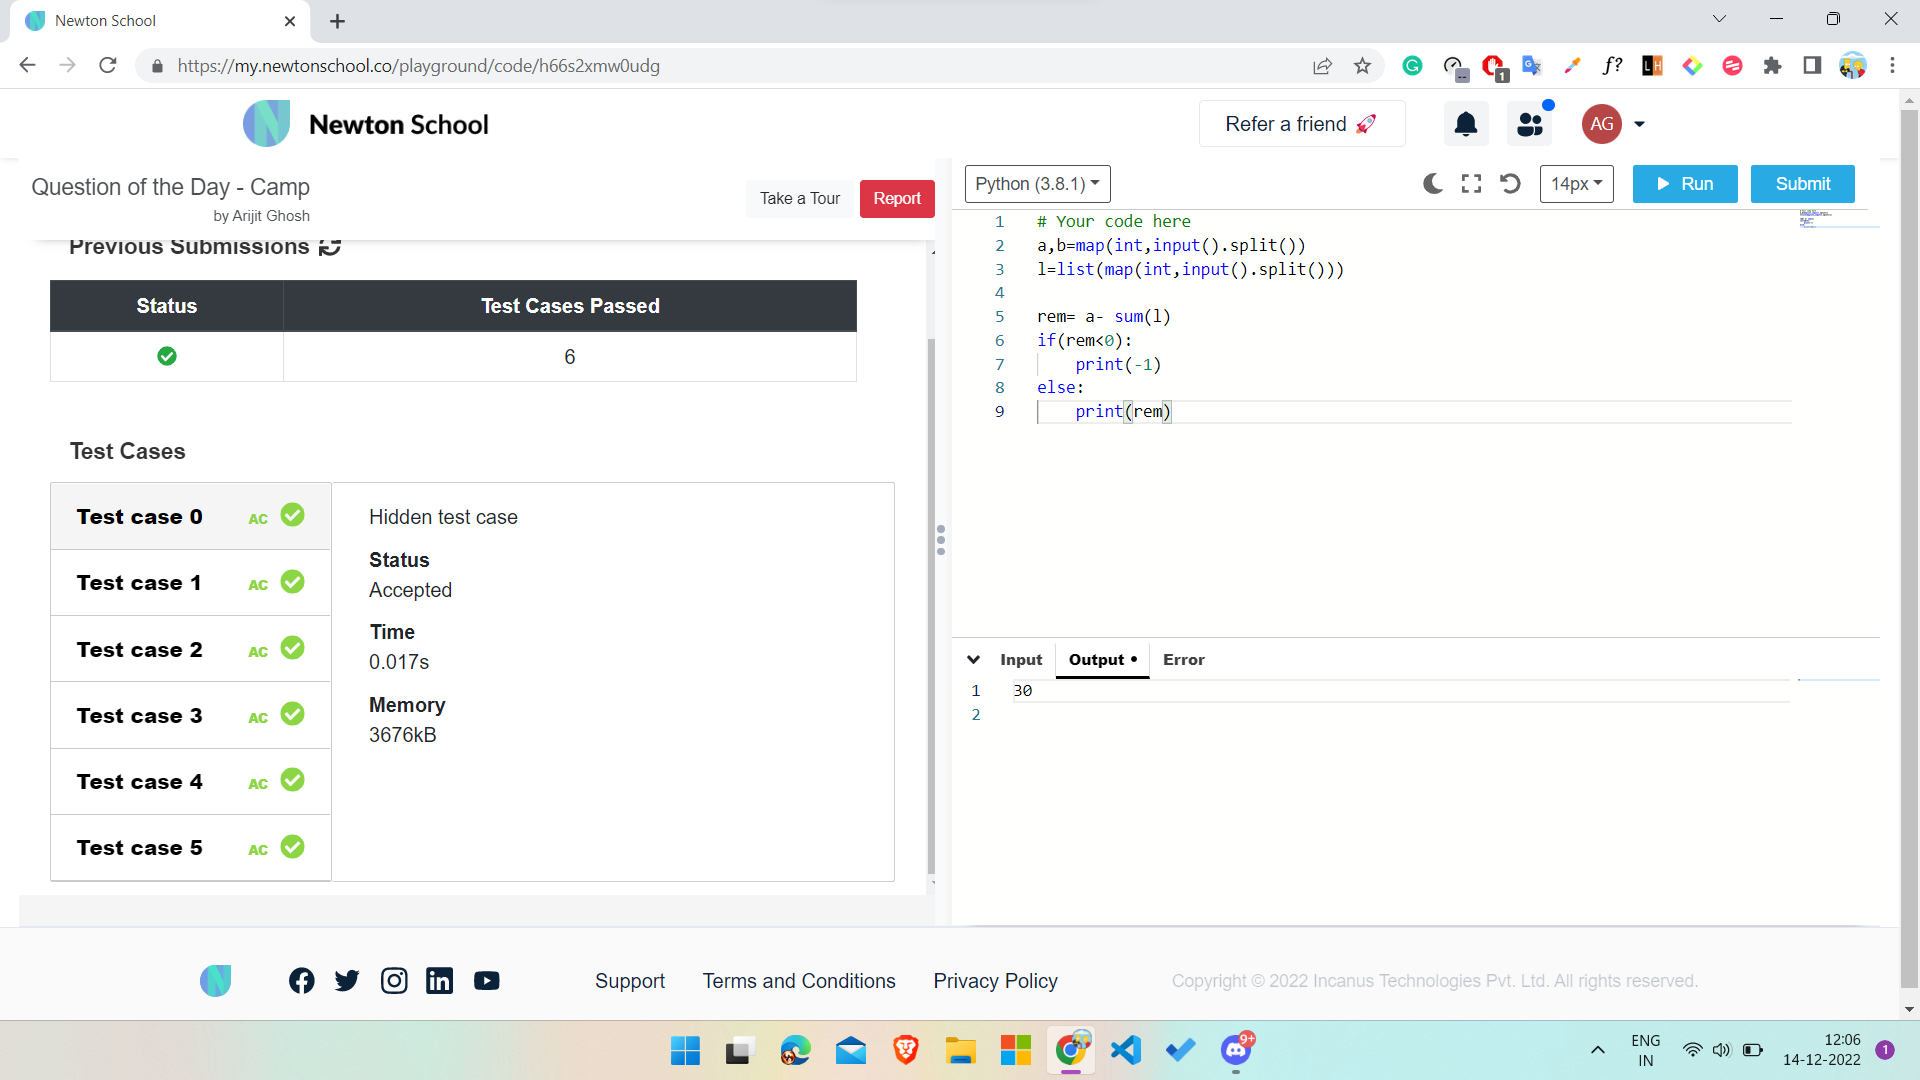 Newton School
https://my.newtonschool.co/playground/code/h66s2xmw0udg
1
f?
LH
Newton School
Refer a friend 🚀
AG
Question of the Day - Camp
by Arijit Ghosh
Take a Tour
Report
Previous Submissions
Status
Test Cases Passed
6
Test Cases
Test case 0
AC
Test case 1
AC
Test case 2
AC
Test case 3
AC
Test case 4
AC
Test case 5
AC
Hidden test case
Status
Accepted
Time
0.017s
Memory
3676kB
Python (3.8.1)
14px
Run
Submit
1 # Your code here
2 a,b=map(int,input().split())
3 l=list(map(int,input().split()))
4
5 rem= a- sum(l)
6 if(rem<0):
7 print(-1)
8 else:
9 print(rem)
Input
Output •
Error
1 30
2
Support
Terms and Conditions
Privacy Policy
Copyright © 2022 Incanus Technologies Pvt. Ltd. All rights reserved.
9+
ENG
IN
12:06
14-12-2022
1